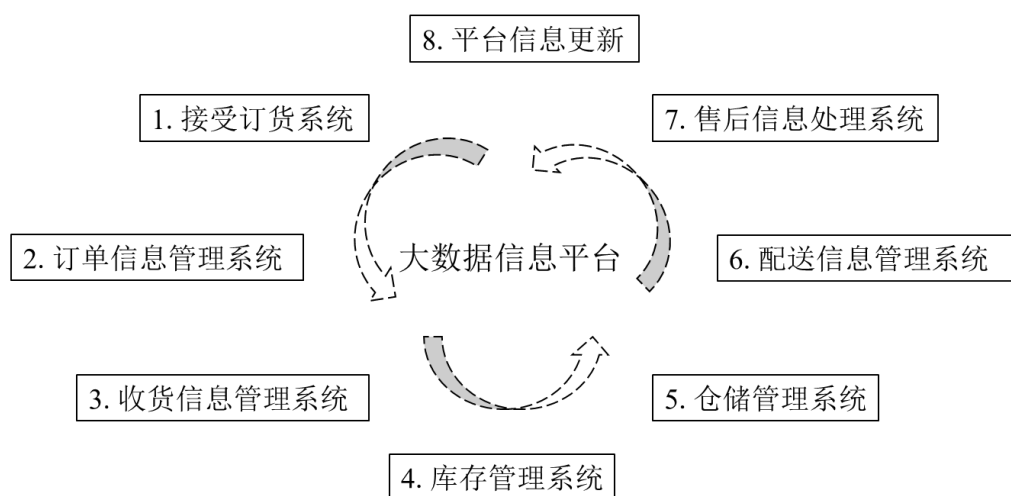 8. 平台信息更新
1. 接受订货系统
7. 售后信息处理系统
2. 订单信息管理系统
大数据信息平台
6. 配送信息管理系统
3. 收货信息管理系统
5. 仓储管理系统
4. 库存管理系统